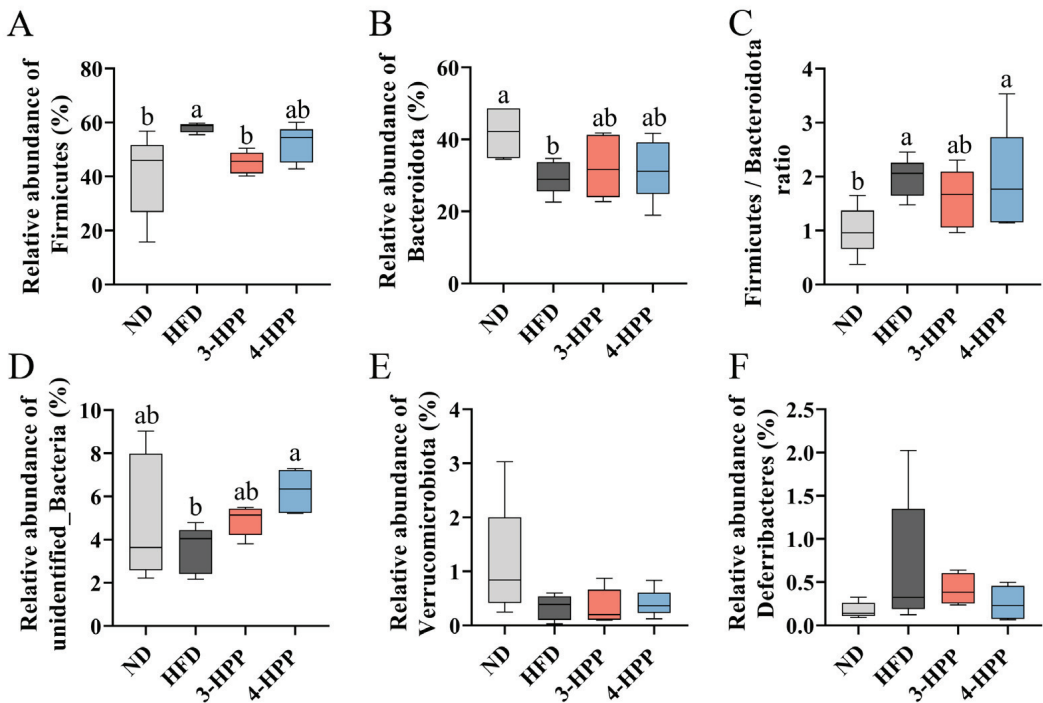 A
Relative abundance of
Firmicutes (%)
80
60
40
20
0
b
a
b
ab
ND
HFD
3-HPP
4-HPP
B
Relative abundance of
Bacteroidota (%)
60
40
20
0
a
b
ab
ab
ND
HFD
3-HPP
4-HPP
C
Firmicutes / Bacteroidota
ratio
4
3
2
1
0
b
a
ab
a
ND
HFD
3-HPP
4-HPP
D
Relative abundance of
unidentified_Bacteria (%)
10
8
6
4
2
0
ab
b
ab
a
ND
HFD
3-HPP
4-HPP
E
Relative abundance of
Verrucomicrobiota (%)
4
3
2
1
0
ND
HFD
3-HPP
4-HPP
F
Relative abundance of
Deferribacteres (%)
2.5
2.0
1.5
1.0
0.5
0.0
ND
HFD
3-HPP
4-HPP